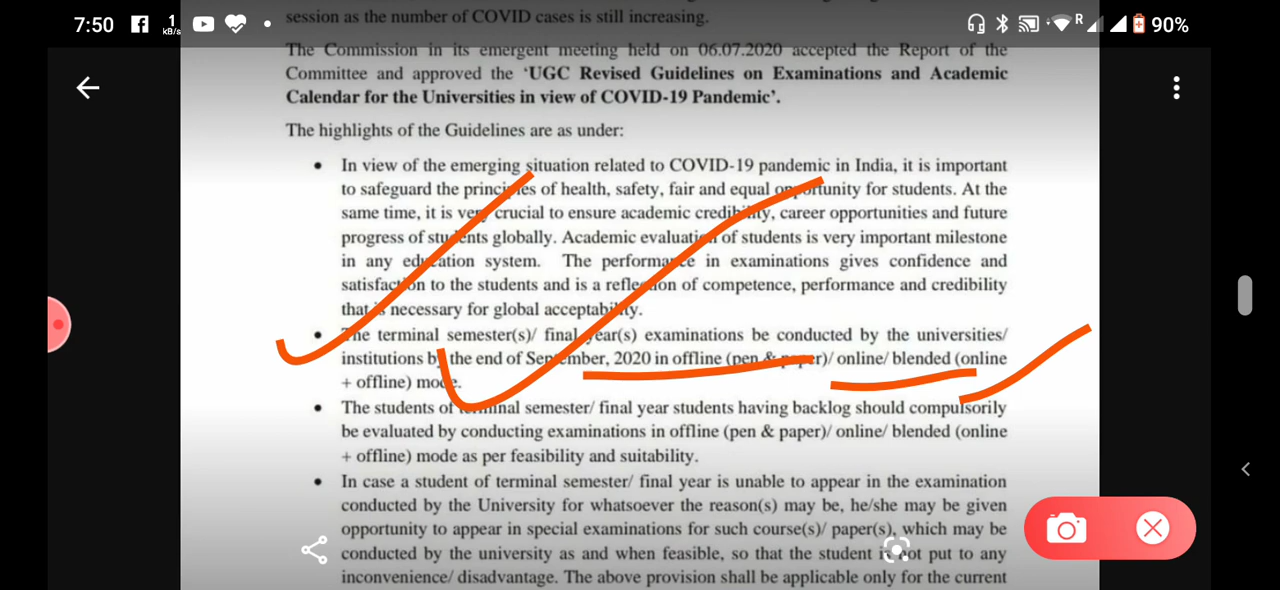 7:50
1
kB/s
R
90%
session as the number of COVID cases is still increasing.
The Commission in its emergent meeting held on 06.07.2020 accepted the Report of the
Committee and approved the ‘UGC Revised Guidelines on Examinations and Academic
Calendar for the Universities in view of COVID-19 Pandemic’.
The highlights of the Guidelines are as under:
• In view of the emerging situation related to COVID-19 pandemic in India, it is important
to safeguard the principles of health, safety, fair and equal opportunity for students. At the
same time, it is very crucial to ensure academic credibility, career opportunities and future
progress of students globally. Academic evaluation of students is very important milestone
in any education system. The performance in examinations gives confidence and
satisfaction to the students and is a reflection of competence, performance and credibility
that is necessary for global acceptability.
• The terminal semester(s)/ final year(s) examinations be conducted by the universities/
institutions by the end of September, 2020 in offline (pen & paper)/ online/ blended (online
+ offline) mode.
• The students of terminal semester/ final year students having backlog should compulsorily
be evaluated by conducting examinations in offline (pen & paper)/ online/ blended (online
+ offline) mode as per feasibility and suitability.
• In case a student of terminal semester/ final year is unable to appear in the examination
conducted by the University for whatsoever the reason(s) may be, he/she may be given
opportunity to appear in special examinations for such course(s)/ paper(s), which may be
conducted by the university as and when feasible, so that the student is not put to any
inconvenience/ disadvantage. The above provision shall be applicable only for the current